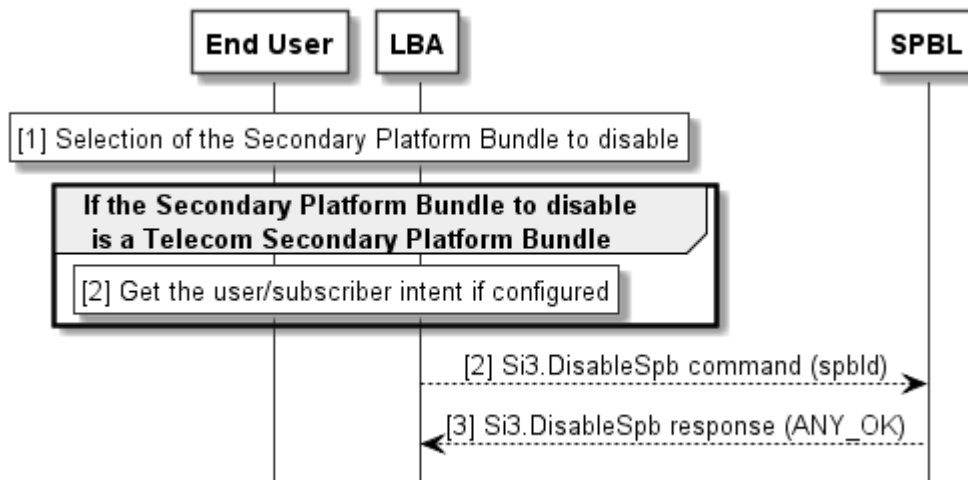 End User LBA SPBL
[1] Selection of the Secondary Platform Bundle to disable
If the Secondary Platform Bundle to disable
is a Telecom Secondary Platform Bundle
[2] Get the user/subscriber intent if configured
[2] Si3.DisableSpb command (spbId)
[3] Si3.DisableSpb response (ANY_OK)